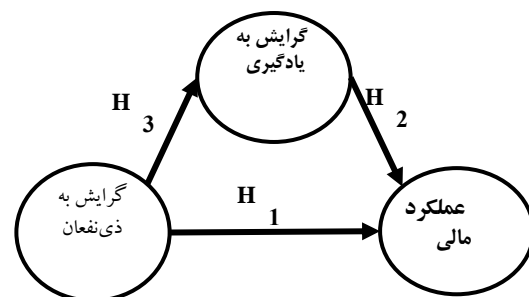 گرایش به
یادگیری
H
3
H
2
گرایش به
ذی‌نفعان
H
1
عملکرد
مالی